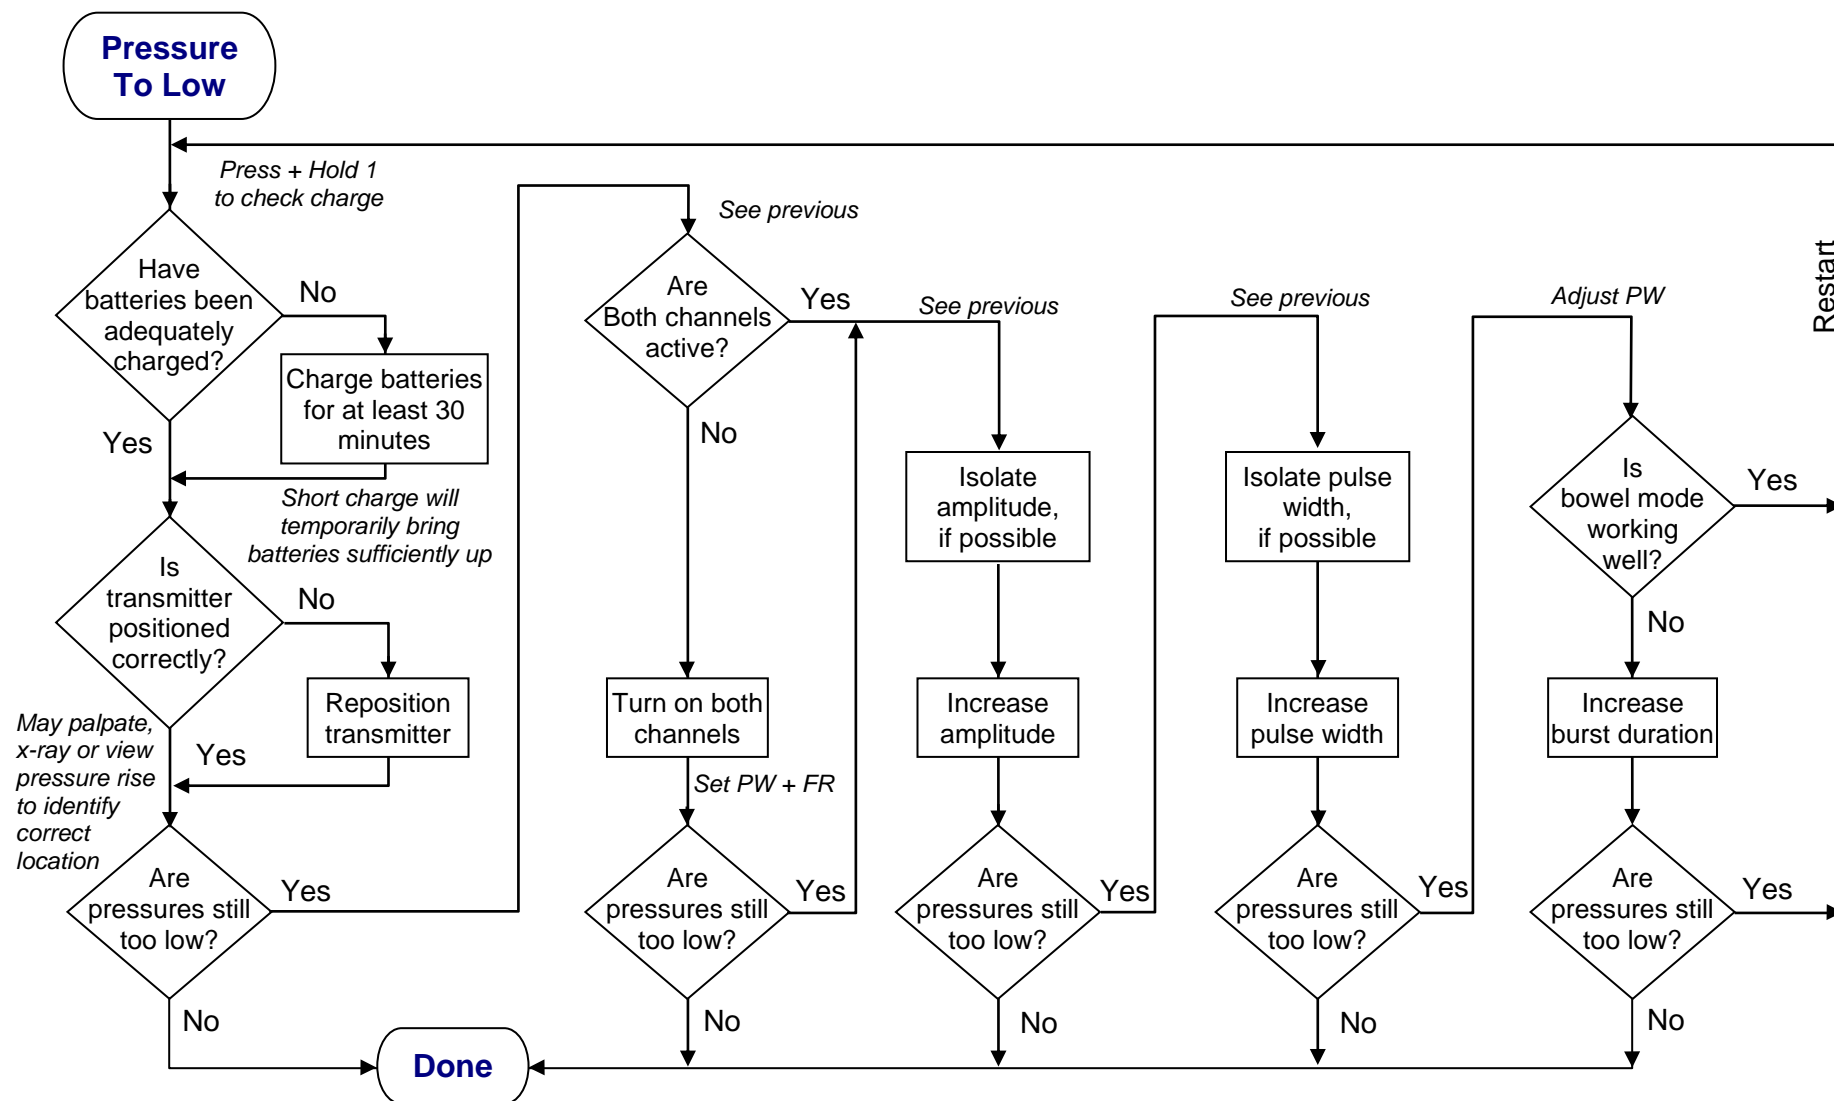 Pressure
To Low
Press + Hold 1
to check charge
Have
batteries been
adequately
charged?
No
Charge batteries
for at least 30
minutes
Yes
Short charge will
temporarily bring
batteries sufficiently up
Is
transmitter
positioned
correctly?
No
Reposition
transmitter
May palpate,
x-ray or view
pressure rise
to identify
correct
location
Yes
Are
pressures still
too low?
Yes
No
See previous
Are
Both channels
active?
Yes
No
Turn on both
channels
Set PW + FR
Are
pressures still
too low?
Yes
No
See previous
Isolate
amplitude,
if possible
Increase
amplitude
Are
pressures still
too low?
Yes
No
See previous
Isolate pulse
width,
if possible
Increase
pulse width
Are
pressures still
too low?
Yes
No
Adjust PW
Is
bowel mode
working
well?
Yes
No
Increase
burst duration
Are
pressures still
too low?
Yes
No
Restart
Done